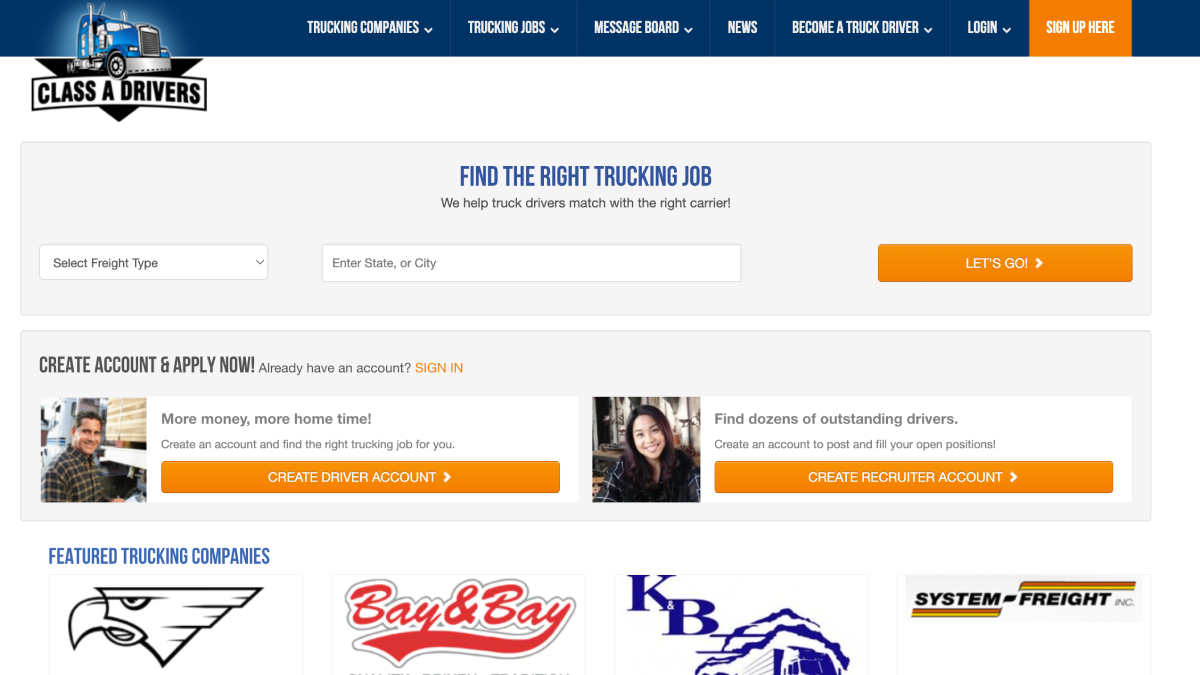 TRUCKING COMPANIES
TRUCKING JOBS
MESSAGE BOARD
NEWS
BECOME A TRUCK DRIVER
LOGIN
SIGN UP HERE
CLASS A DRIVERS
FIND THE RIGHT TRUCKING JOB
We help truck drivers match with the right carrier!
Select Freight Type
Enter State, or City
LET'S GO!
CREATE ACCOUNT & APPLY NOW! Already have an account? SIGN IN
More money, more home time!
Create an account and find the right trucking job for you.
CREATE DRIVER ACCOUNT
Find dozens of outstanding drivers.
Create an account to post and fill your open positions!
CREATE RECRUITER ACCOUNT
FEATURED TRUCKING COMPANIES
Bay & Bay
QUALITY DRIVEN TRADITION
K&B
SYSTEM-FREIGHT INC.